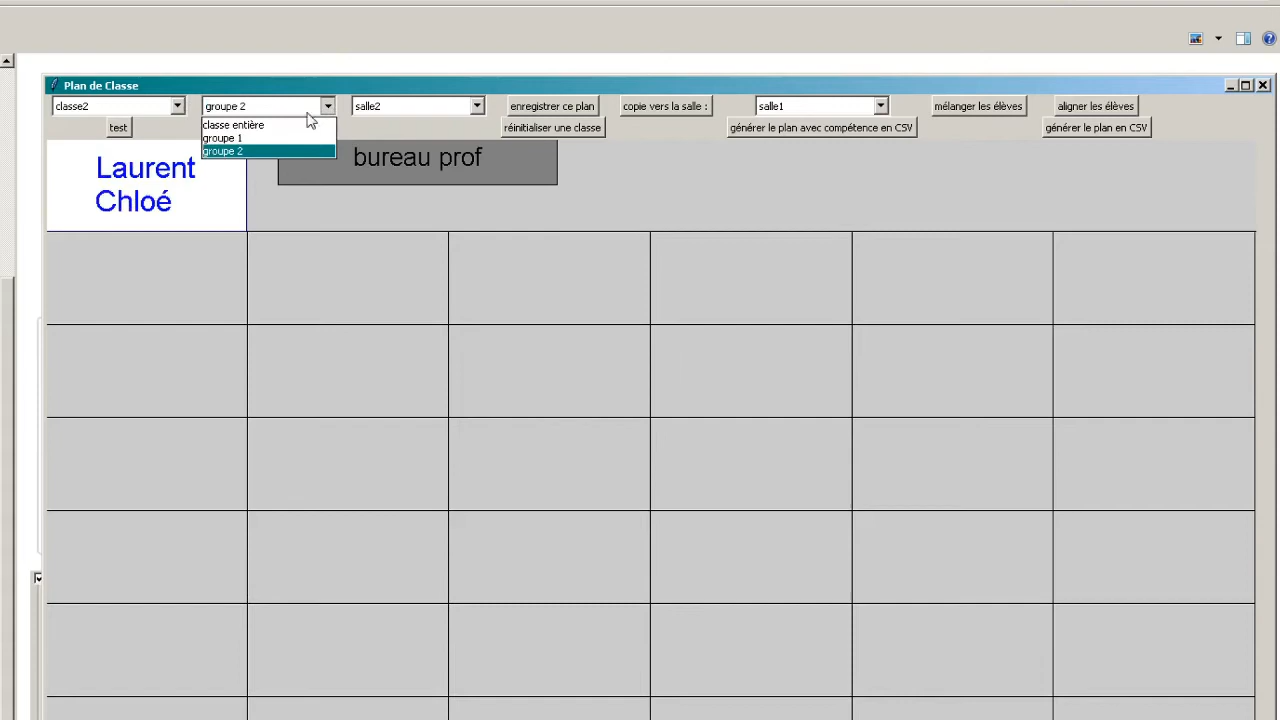 Plan de Classe
classe2 groupe 2 salle2 enregistrer ce plan copie vers la salle : salle1 mélanger les élèves aligner les élèves
test classe entière réinitialiser une classe générer le plan avec compétence en CSV générer le plan en CSV
groupe 1
groupe 2
Laurent
Chloé
bureau prof